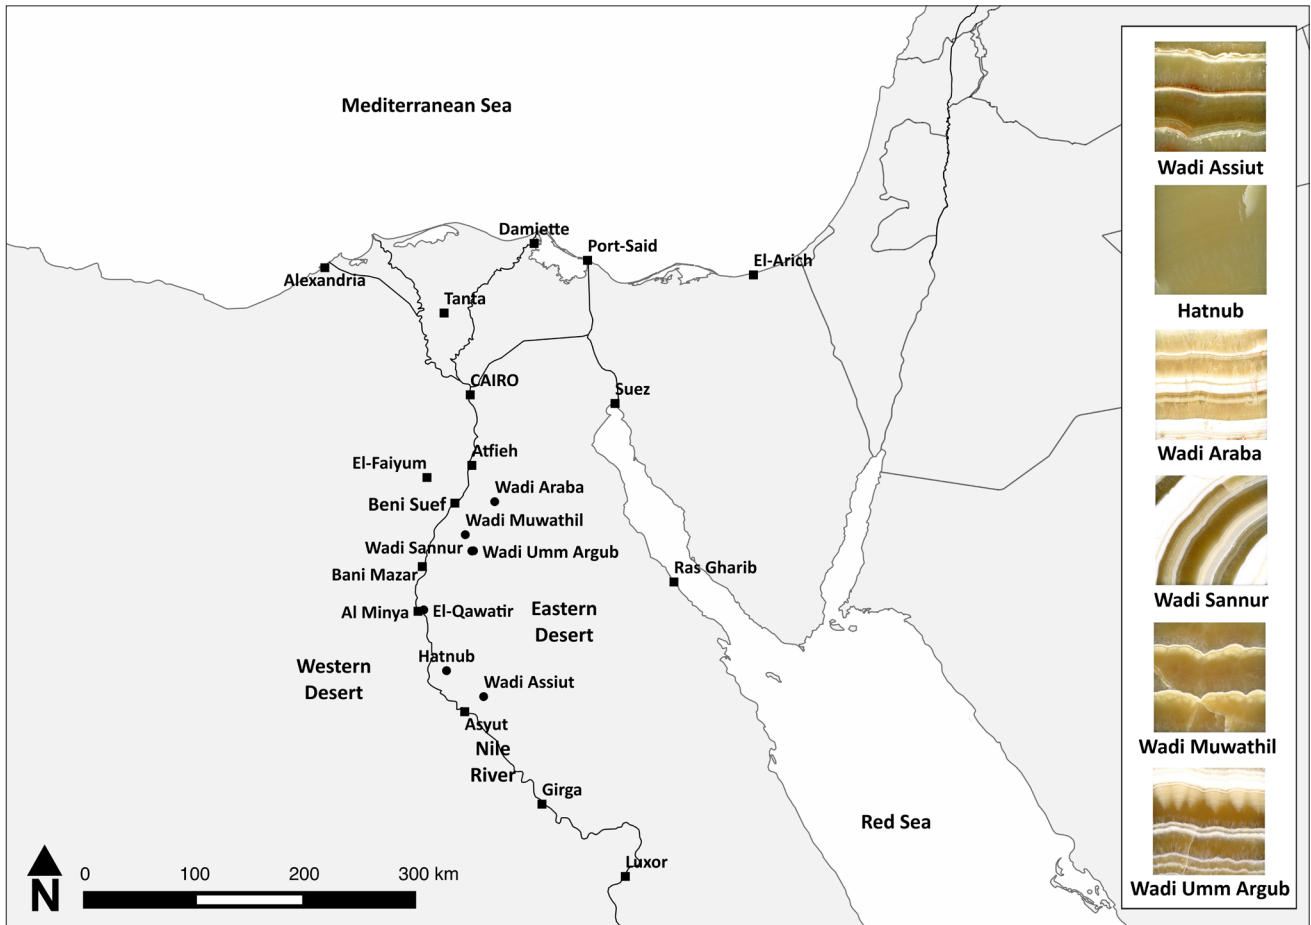 Mediterranean Sea
Damiette
Port-Said
El-Arich
Alexandria
Tanta
CAIRO
Suez
Atfieh
El-Faiyum
Wadi Araba
Beni Suef
Wadi Muwathil
Wadi Sannur
Wadi Umm Argub
Bani Mazar
Ras Gharib
Al Minya
El-Qawatir
Eastern
Desert
Hatnub
Western
Desert
Wadi Assiut
Asyut
Nile
River
Girga
Red Sea
Luxor
0 100 200 300 km
N
Wadi Assiut
Hatnub
Wadi Araba
Wadi Sannur
Wadi Muwathil
Wadi Umm Argub